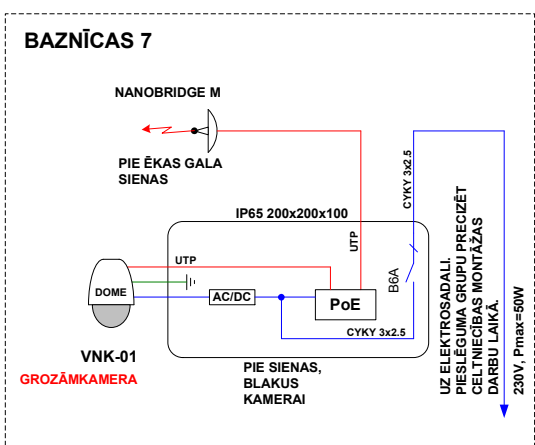 BAZNĪCAS 7
NANOBRIDGE M
PIE ĒKAS GALA
SIENAS
IP65 200x200x100
UTP
UTP
CYKY 3x2.5
B6A
DOME
AC/DC
PoE
CYKY 3x2.5
VNK-01
GROZĀMKAMERA
PIE SIENAS,
BLAKUS
KAMERAI
UZ ELEKTROSADALI.
PIESLĒGUMA GRUPU PRECIZĒT
CELTNIECĪBAS MONTĀŽAS
DARBU LAIKĀ.
230V, Pmax=50W